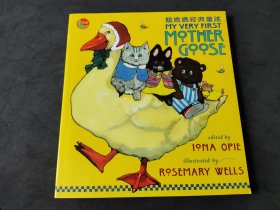 鵝媽媽經典童謠
MY VERY FIRST
MOTHER
GOOSE
edited by
IONA OPIE
illustrated by
ROSEMARY WELLS